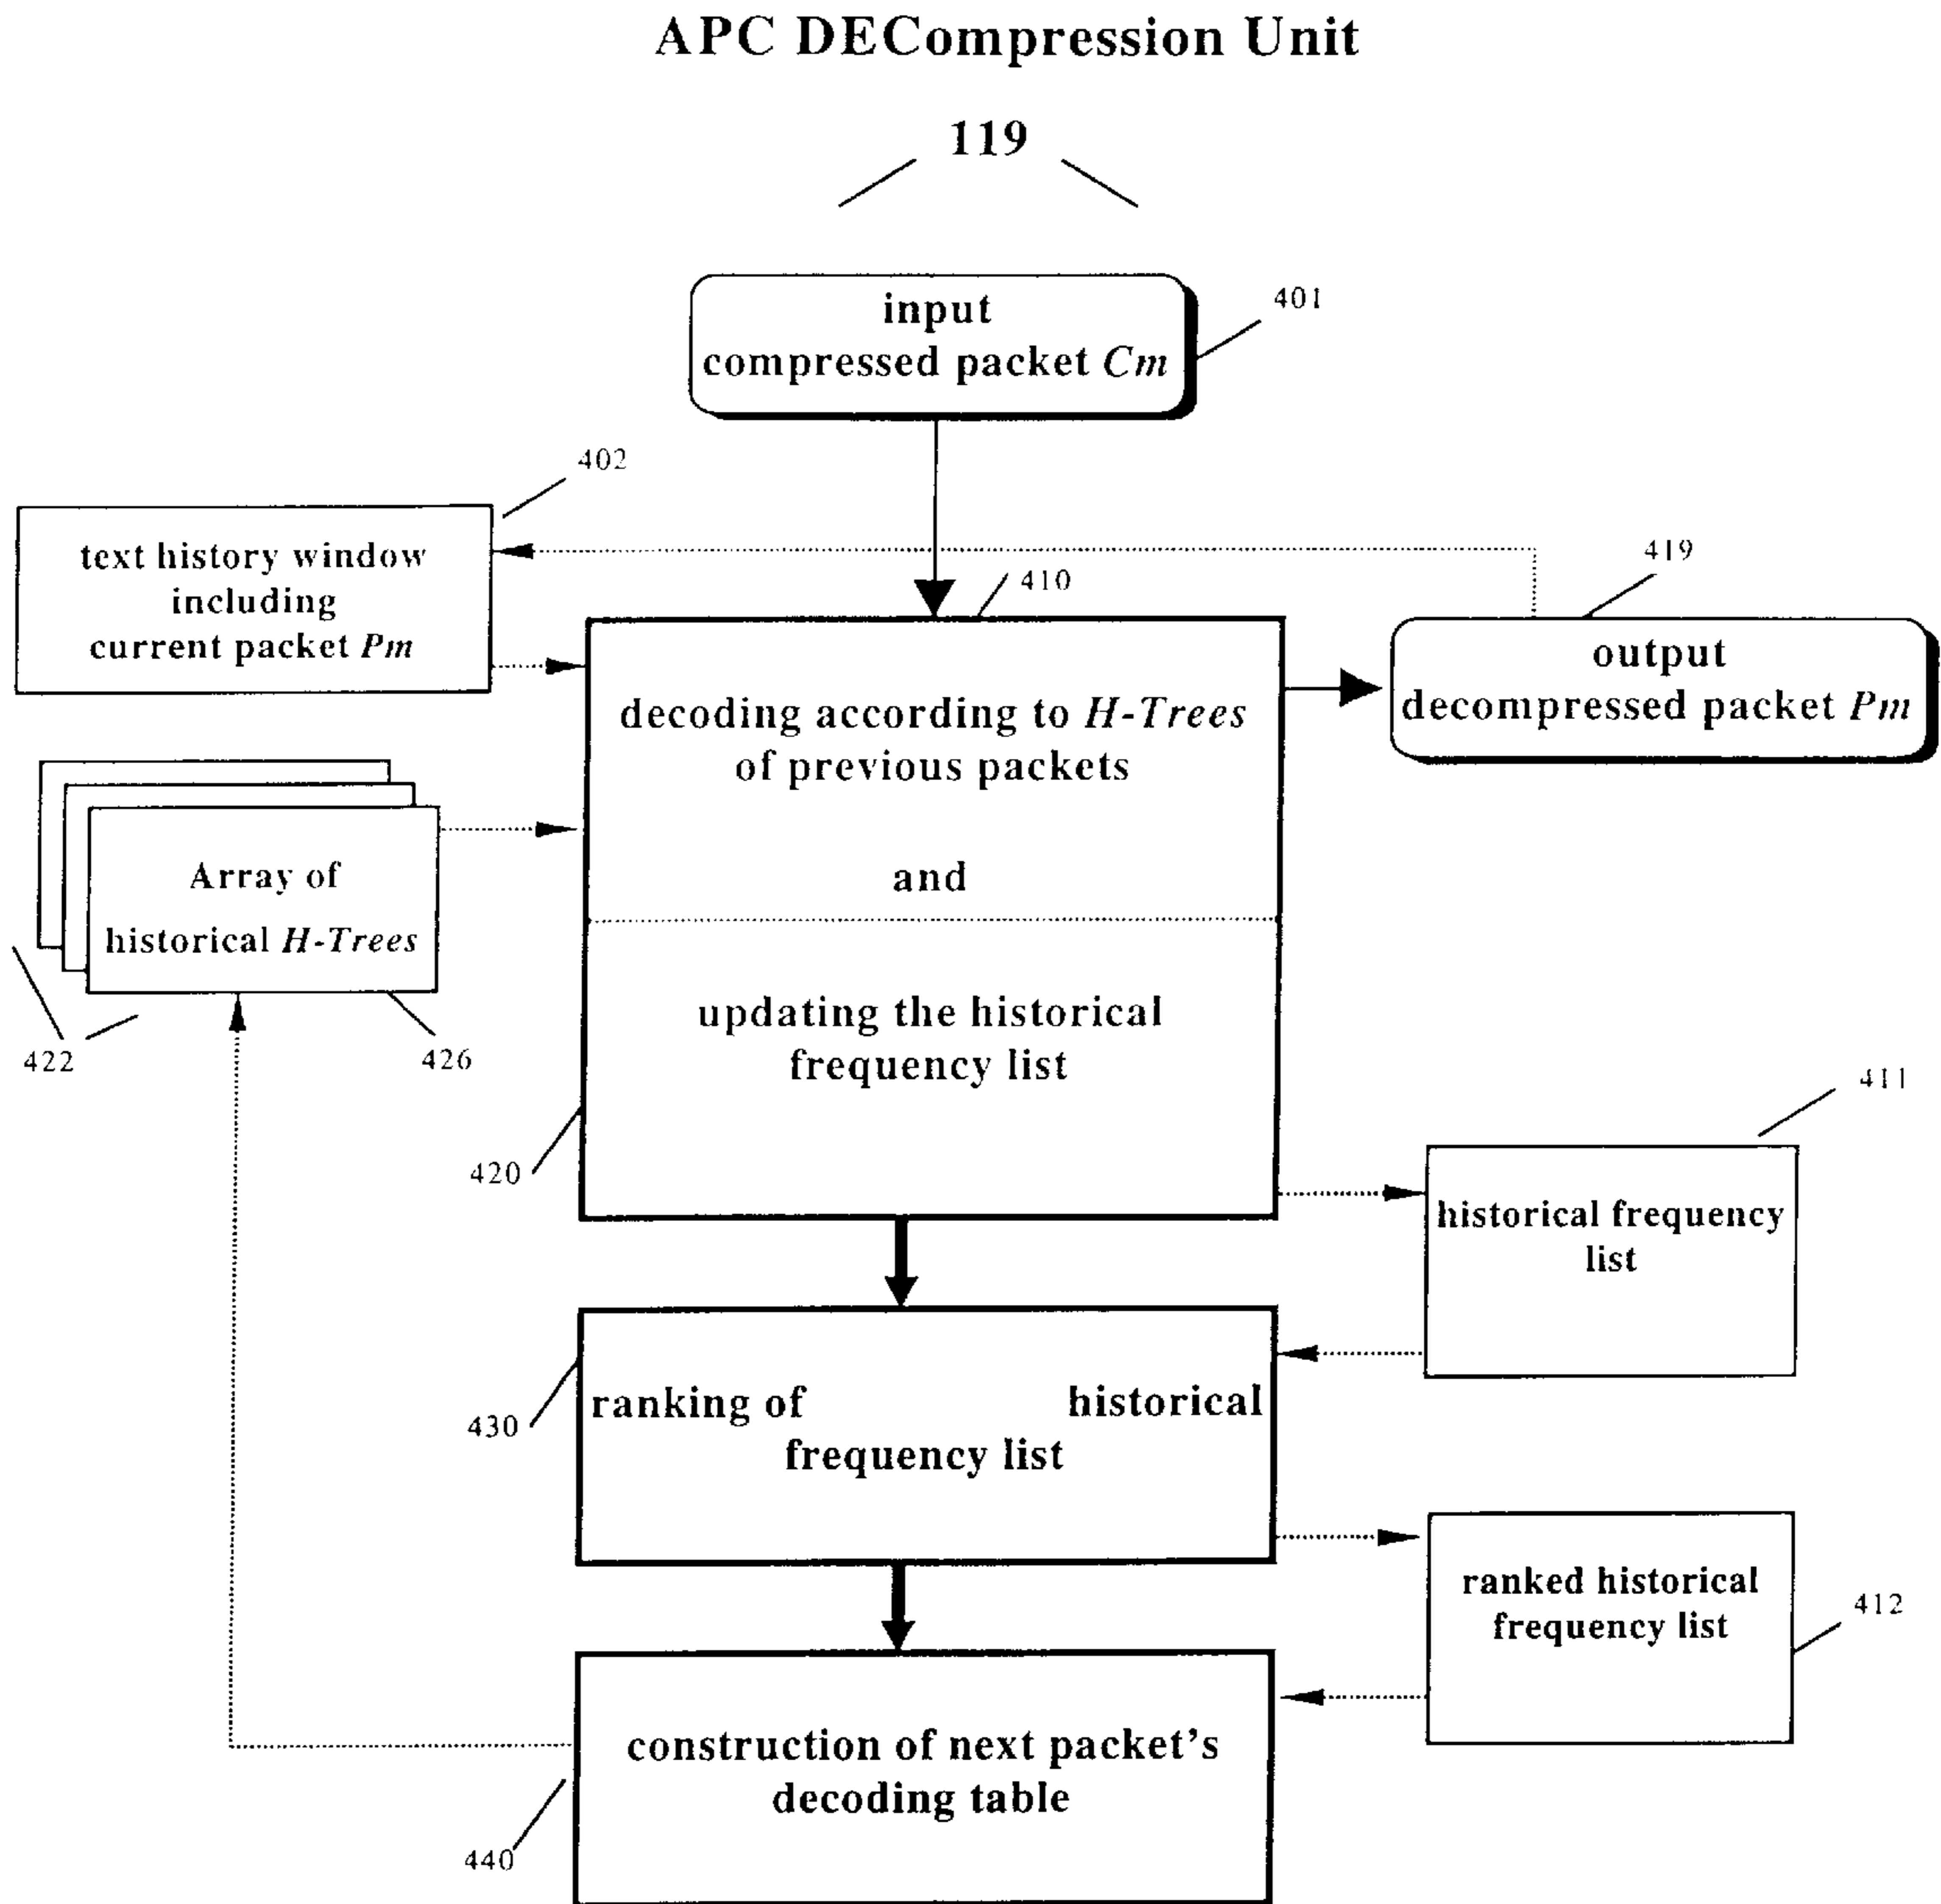 APC DECompression Unit
119
input
compressed packet Cm
401
402
text history window
including
current packet Pm
410
419
output
decompressed packet Pm
decoding according to H-Trees
of previous packets
and
Array of
historical H-Trees
422
426
updating the historical
frequency list
420
411
historical frequency
list
430
ranking of historical
frequency list
ranked historical
frequency list
412
construction of next packet's
decoding table
440